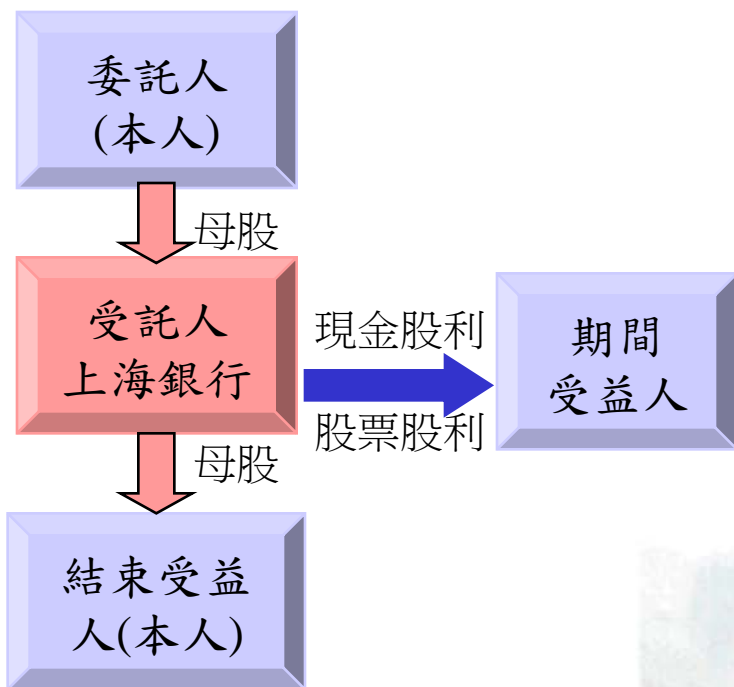 委託人
(本人)
母股
受託人
上海銀行
現金股利
股票股利
期間
受益人
母股
結束受益
人(本人)